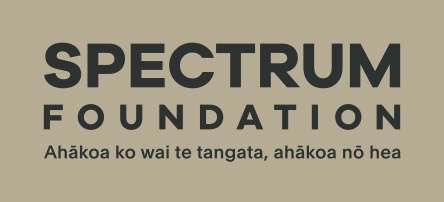 SPECTRUM
FOUNDATION
Ahākoa ko wai te tangata, ahākoa nō hea